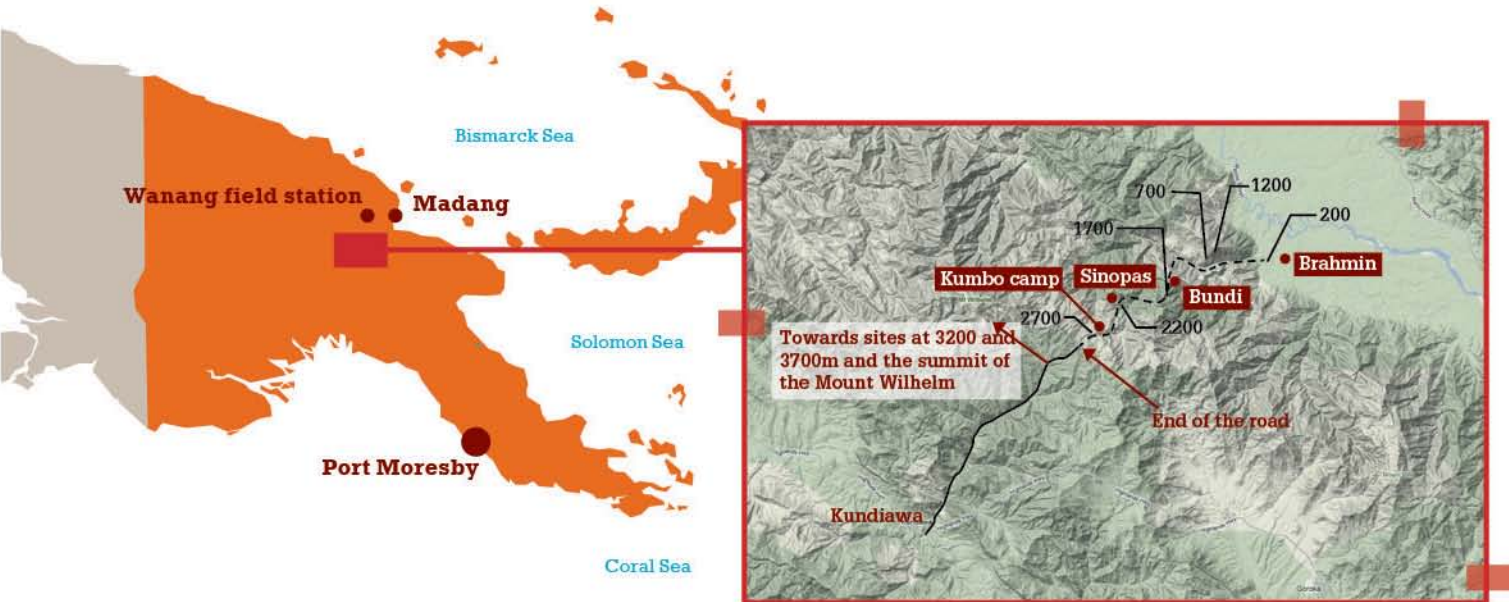 Bismarck Sea
Wanang field station
Madang
Solomon Sea
Port Moresby
Coral Sea
700
1200
200
1700
Brahmin
Kumbo camp
Sinopas
Bundi
2700
2200
Towards sites at 3200 and
3700m and the summit of
the Mount Wilhelm
End of the road
Kundiawa
Goroka